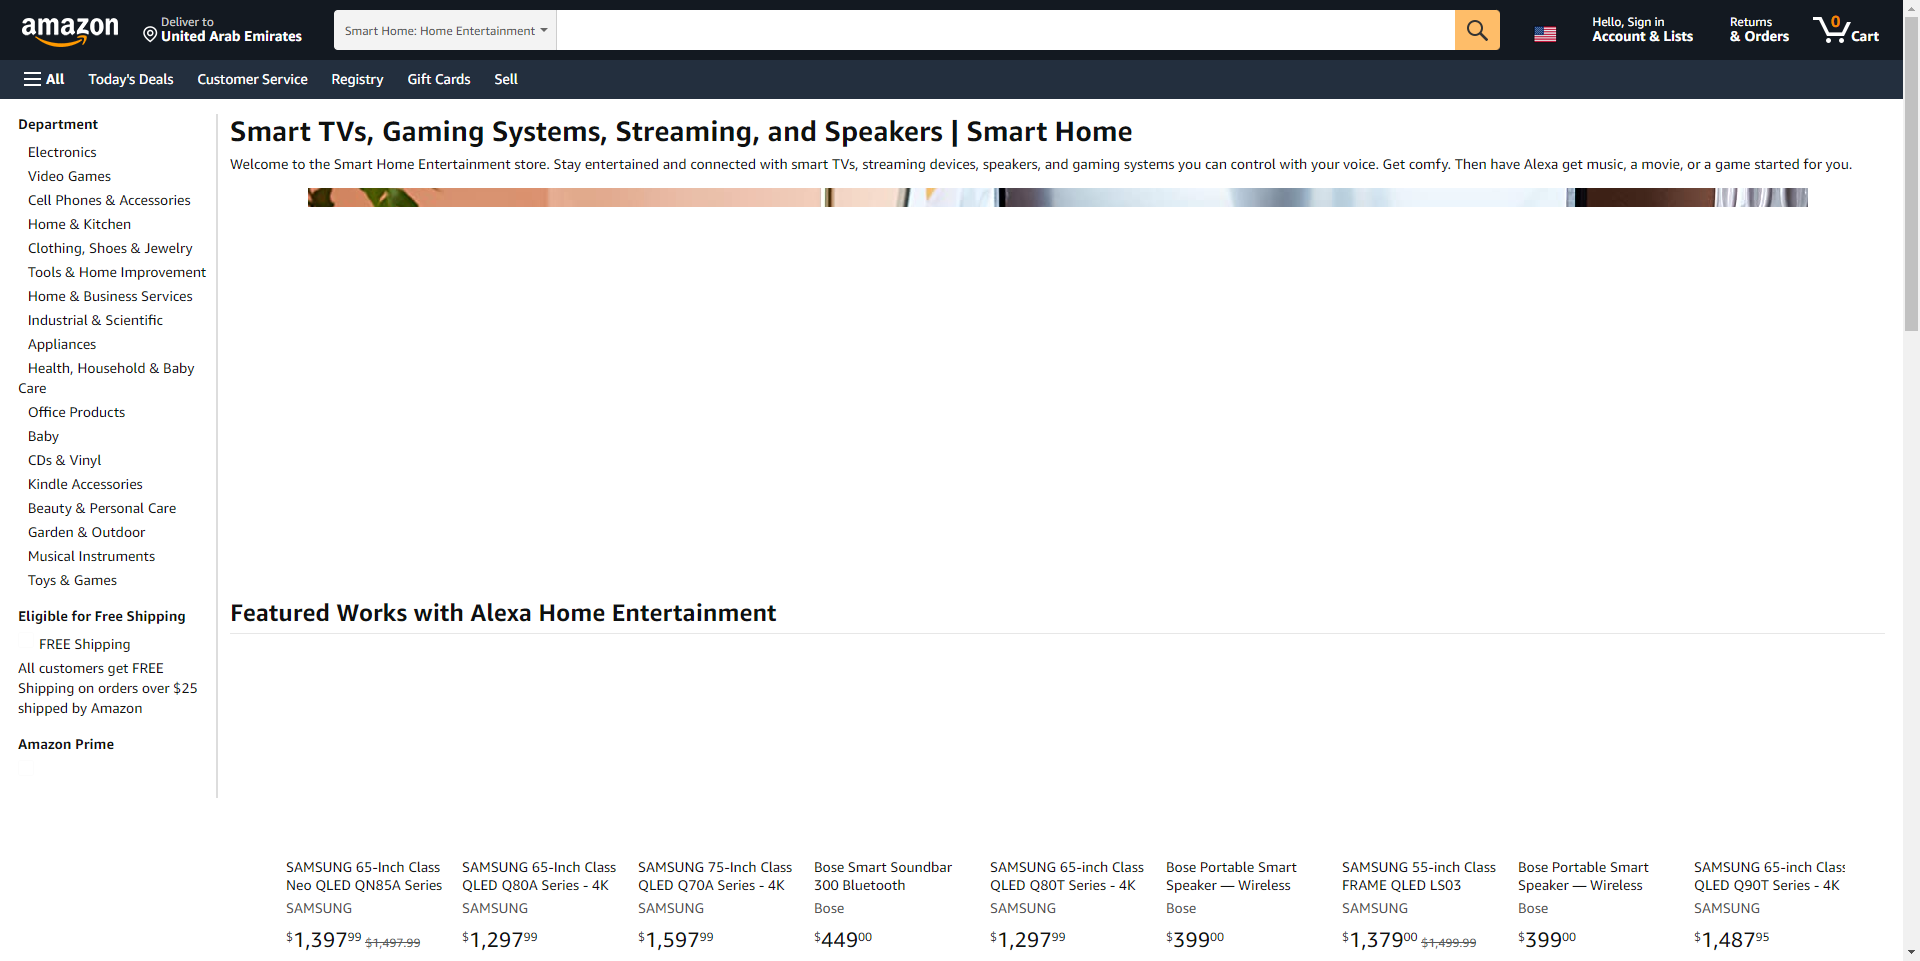 amazon
Deliver to
United Arab Emirates
Smart Home: Home Entertainment
Hello, Sign in
Account & Lists
Returns
& Orders
0
Cart
All
Today's Deals
Customer Service
Registry
Gift Cards
Sell
Department
Electronics
Video Games
Cell Phones & Accessories
Home & Kitchen
Clothing, Shoes & Jewelry
Tools & Home Improvement
Home & Business Services
Industrial & Scientific
Appliances
Health, Household & Baby
Care
Office Products
Baby
CDs & Vinyl
Kindle Accessories
Beauty & Personal Care
Garden & Outdoor
Musical Instruments
Toys & Games
Eligible for Free Shipping
FREE Shipping
All customers get FREE
Shipping on orders over $25
shipped by Amazon
Amazon Prime
Smart TVs, Gaming Systems, Streaming, and Speakers | Smart Home
Welcome to the Smart Home Entertainment store. Stay entertained and connected with smart TVs, streaming devices, speakers, and gaming systems you can control with your voice. Get comfy. Then have Alexa get music, a movie, or a game started for you.
Featured Works with Alexa Home Entertainment
SAMSUNG 65-Inch Class
Neo QLED QN85A Series
SAMSUNG
$1,397.99 $1,497.99
SAMSUNG 65-Inch Class
QLED Q80A Series - 4K
SAMSUNG
$1,297.99
SAMSUNG 75-Inch Class
QLED Q70A Series - 4K
SAMSUNG
$1,597.99
Bose Smart Soundbar
300 Bluetooth
Bose
$449.00
SAMSUNG 65-inch Class
QLED Q80T Series - 4K
SAMSUNG
$1,297.99
Bose Portable Smart
Speaker — Wireless
Bose
$399.00
SAMSUNG 55-inch Class
FRAME QLED LS03
SAMSUNG
$1,379.00 $1,499.99
Bose Portable Smart
Speaker — Wireless
Bose
$399.00
SAMSUNG 65-inch Class
QLED Q90T Series - 4K
SAMSUNG
$1,487.95